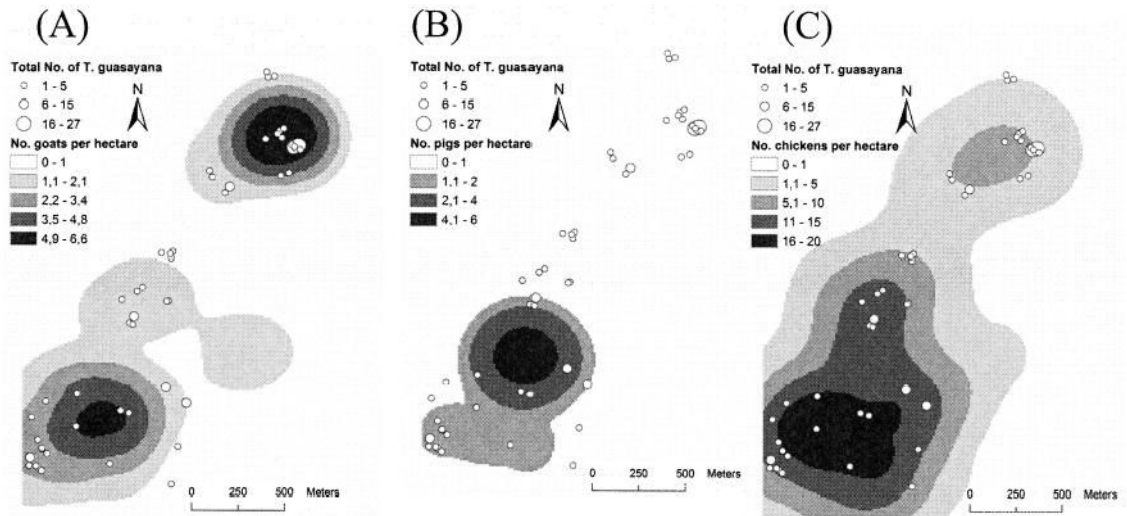 (A)
Total No. of T. guasayana
1 - 5
6 - 15
16 - 27
No. goats per hectare
0 - 1
1,1 - 2,1
2,2 - 3,4
3,5 - 4,8
4,9 - 6,6
N
0 250 500 Meters
(B)
Total No. of T. guasayana
1 - 5
6 - 15
16 - 27
No. pigs per hectare
0 - 1
1.1 - 2
2,1 - 4
4.1 - 6
N
0 250 500 Meters
(C)
Total No. of T. guasayana
1 - 5
6 - 15
16 - 27
No. chickens per hectare
0 - 1
1,1 - 5
5,1 - 10
11 - 15
16 - 20
N
0 250 500 Meters